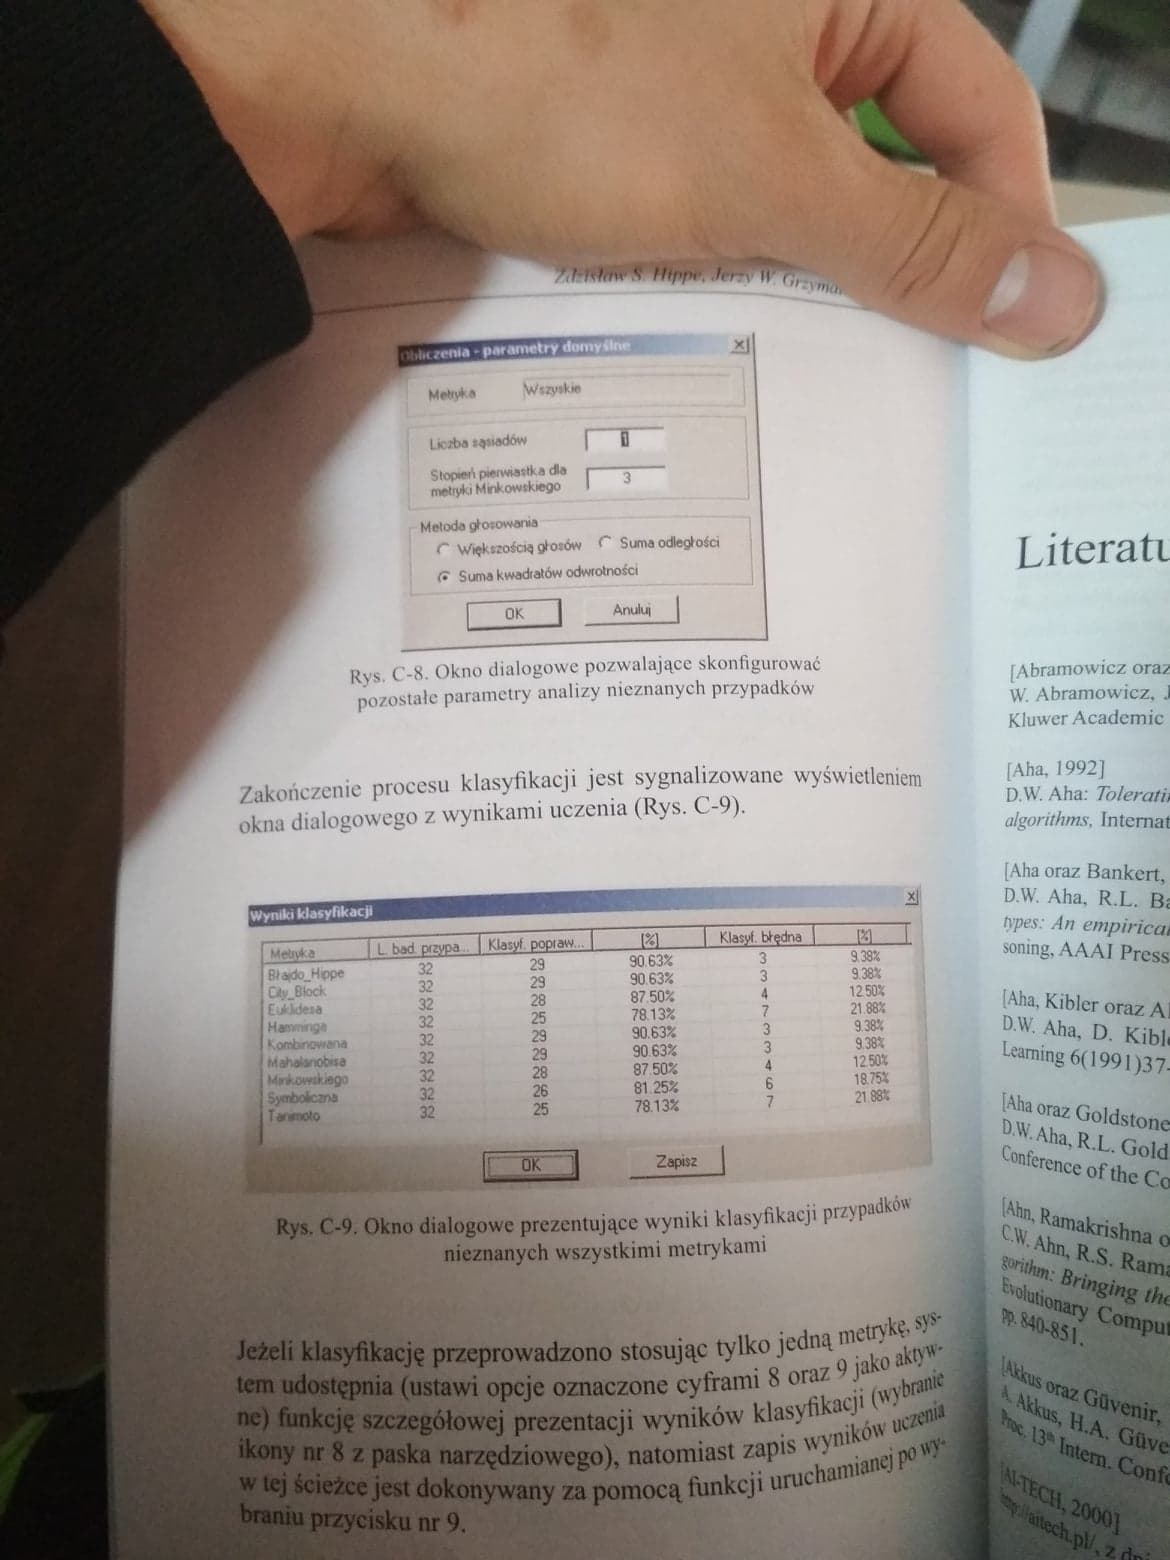 Zdzisław S. Hippe, Jerzy W.
Obliczenia - parametry domyślne
Metryka Wszyskie
Liczba sąsiadów 1
Stopień pierwiastka dla
metryki Minkowskiego 3
Metoda głosowania
Większością głosów Suma odległości
Suma kwadratów odwrotności
OK Anuluj
Rys. C-8. Okno dialogowe pozwalające skonfigurować
pozostałe parametry analizy nieznanych przypadków
Zakończenie procesu klasyfikacji jest sygnalizowane wyświetleniem
okna dialogowego z wynikami uczenia (Rys. C-9).
Wyniki klasyfikacji
Metryka L. bad. przypa... Klasyf. popraw... [%] Klasyf. błędna [%]
Błajdo_Hippe 32 29 90.63% 3 9.38%
City_Block 32 29 90.63% 3 9.38%
Euklidesa 32 28 87.50% 4 12.50%
Hamminga 32 25 78.13% 7 21.88%
Kombinowana 32 29 90.63% 3 9.38%
Mahalanobisa 32 29 90.63% 3 9.38%
Minkowskiego 32 28 87.50% 4 12.50%
Symboliczna 32 26 81.25% 6 18.75%
Tanimoto 32 25 78.13% 7 21.88%
OK Zapisz
Rys. C-9. Okno dialogowe prezentujące wyniki klasyfikacji przypadków
nieznanych wszystkimi metrykami
Jeżeli klasyfikację przeprowadzono stosując tylko jedną metrykę, sys-
tem udostępnia (ustawi opcje oznaczone cyframi 8 oraz 9 jako aktyw-
ne) funkcję szczegółowej prezentacji wyników klasyfikacji (wybranie
ikony nr 8 z paska narzędziowego), natomiast zapis wyników uczenia
w tej ścieżce jest dokonywany za pomocą funkcji uruchamianej po wy-
braniu przycisku nr 9.
Literatu
[Abramowicz oraz
W. Abramowicz,
Kluwer Academic
[Aha, 1992]
D.W. Aha: Tolerati
algorithms, Internat
[Aha oraz Bankert,
D.W. Aha, R.L. Ba
types: An empirical
soning, AAAI Press
[Aha, Kibler oraz Al
D.W. Aha, D. Kible
Learning 6(1991)37-
[Aha oraz Goldstone
D.W. Aha, R.L. Gold
Conference of the Co
[Ahn, Ramakrishna o
C.W. Ahn, R.S. Rama
gorithm: Bringing the
Evolutionary Comput
pp. 840-851.
[Akkus oraz Güvenir,
A. Akkus, H.A. Güve
Proc. 13th Intern. Confe
[AI-TECH, 2000]
http://aitech.pl/, z